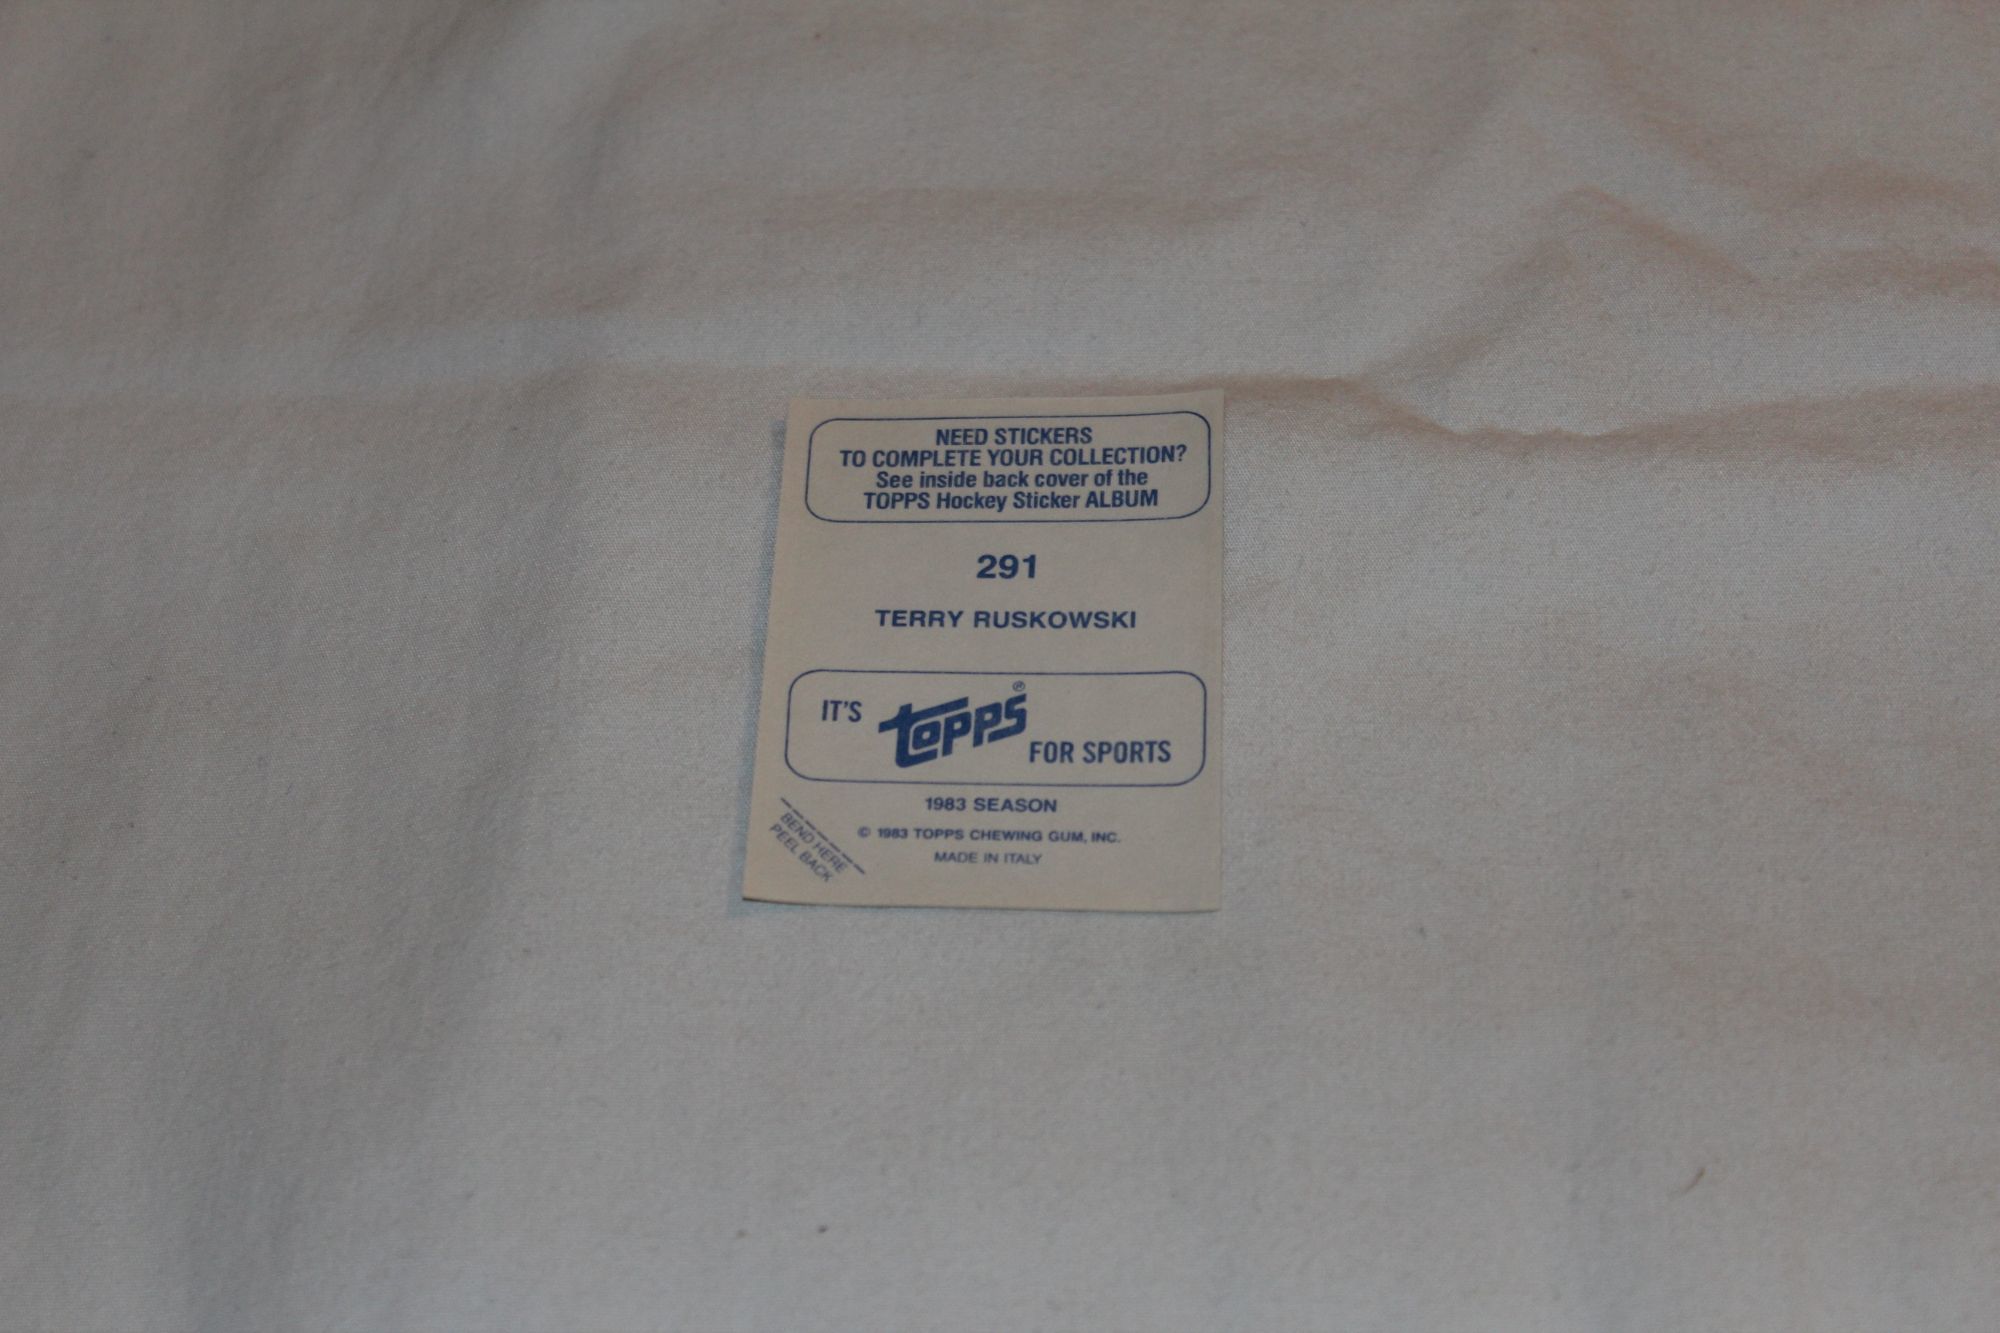 NEED STICKERS
TO COMPLETE YOUR COLLECTION?
See inside back cover of the
TOPPS Hockey Sticker ALBUM
291
TERRY RUSKOWSKI
IT'S topps® FOR SPORTS
1983 SEASON
© 1983 TOPPS CHEWING GUM, INC.
MADE IN ITALY
BEND HERE
PEEL BACK